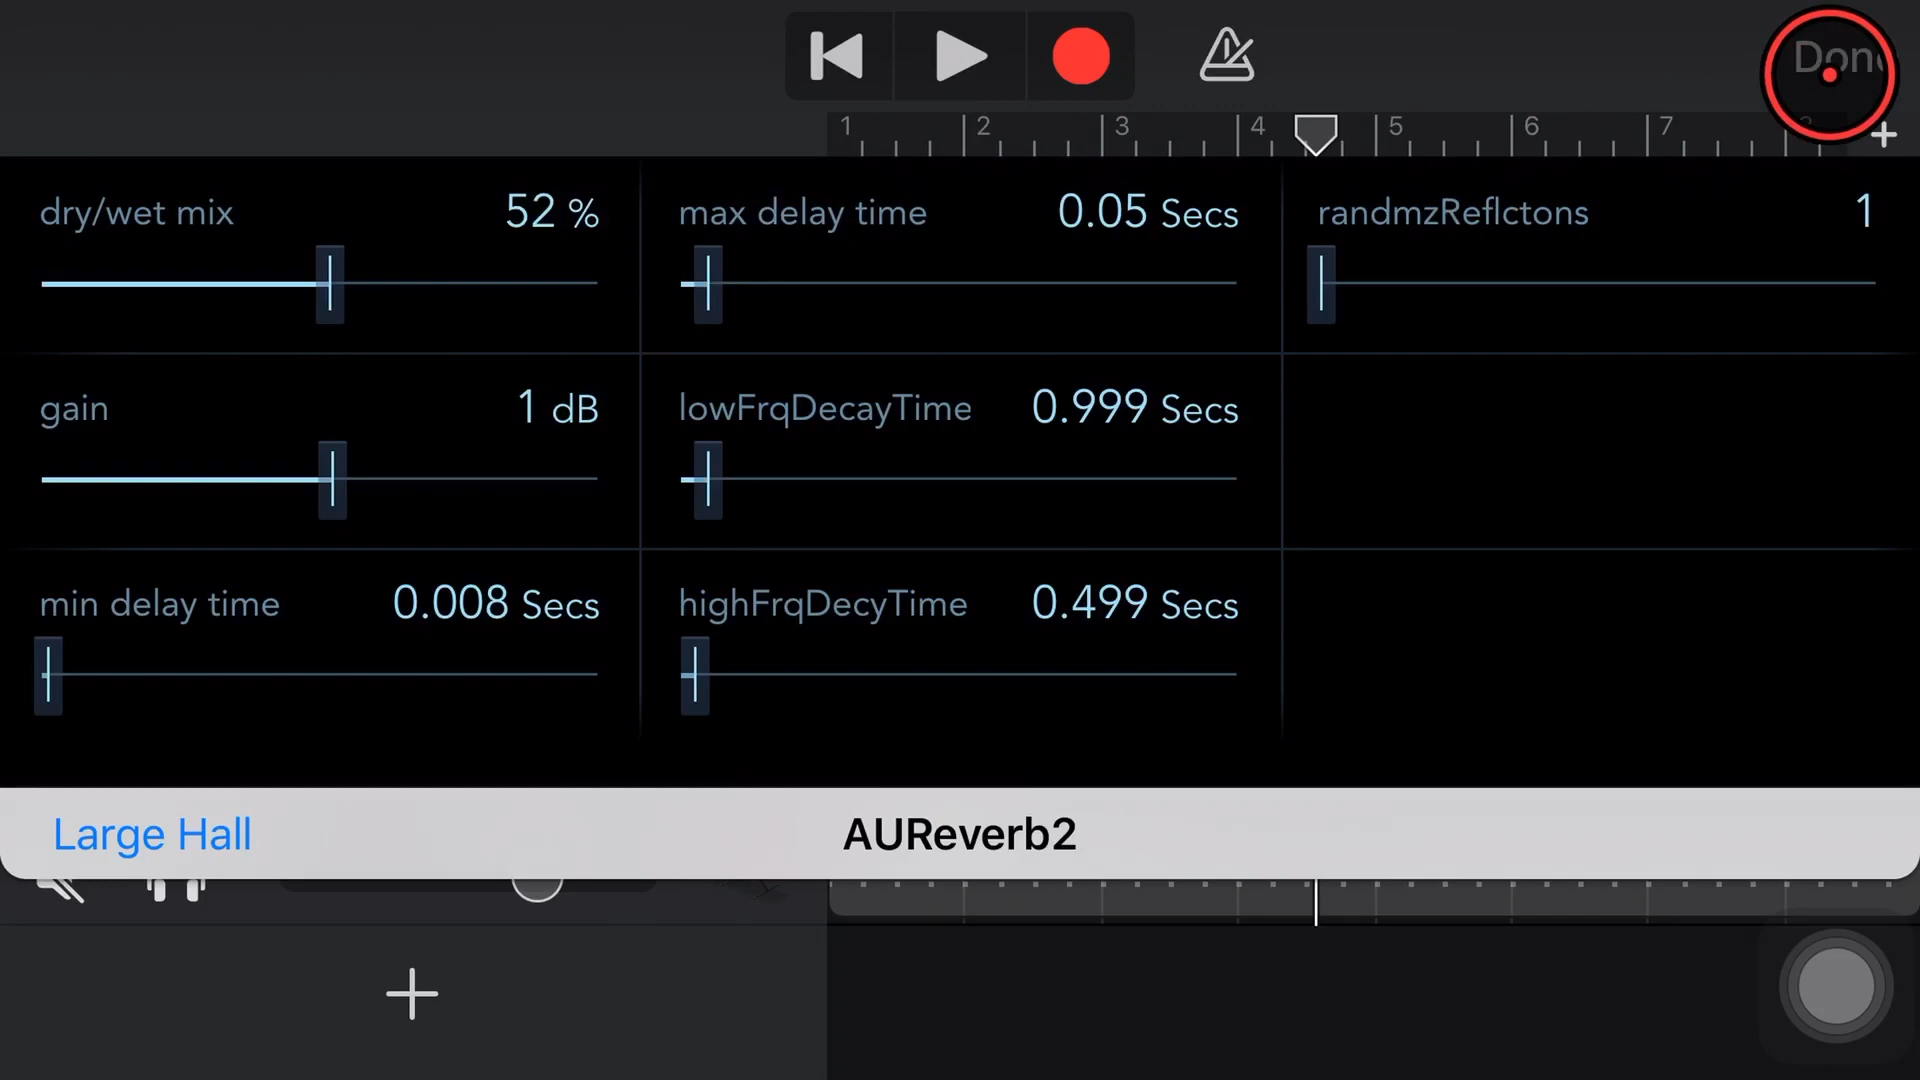 Done
1 2 3 4 5 6 7
dry/wet mix 52 % max delay time 0.05 Secs randmzReflctons 1
gain 1 dB lowFrqDecayTime 0.999 Secs
min delay time 0.008 Secs highFrqDecyTime 0.499 Secs
Large Hall AUReverb2